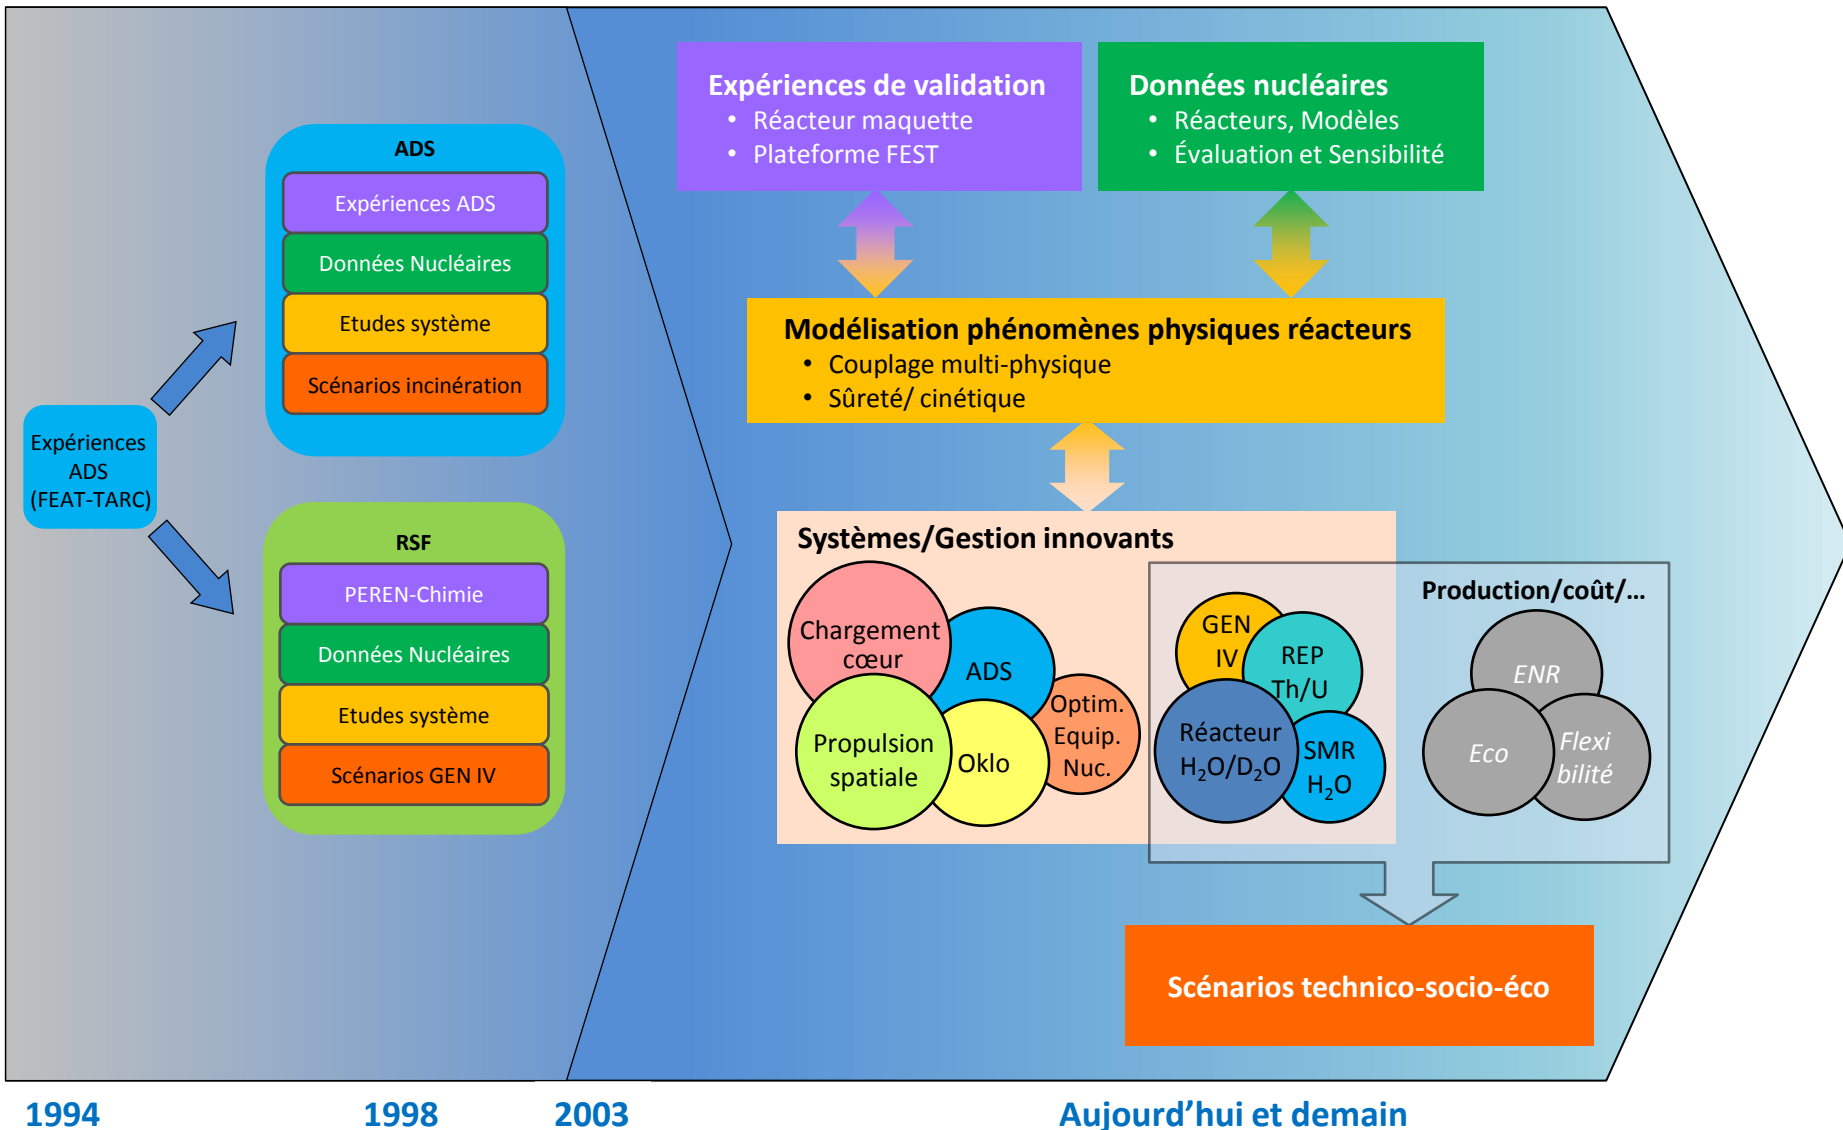 Expériences
ADS
(FEAT-TARC)
ADS
Expériences ADS
Données Nucléaires
Etudes système
Scénarios incinération
RSF
PEREN-Chimie
Données Nucléaires
Etudes système
Scénarios GEN IV
Expériences de validation
• Réacteur maquette
• Plateforme FEST
Données nucléaires
• Réacteurs, Modèles
• Évaluation et Sensibilité
Modélisation phénomènes physiques réacteurs
• Couplage multi-physique
• Sûreté/ cinétique
Systèmes/Gestion innovants
Chargement
cœur
ADS
Optim.
Equip.
Nuc.
Propulsion
spatiale
Oklo
GEN
IV
REP
Th/U
Réacteur
H₂O/D₂O
SMR
H₂O
Production/coût/...
ENR
Eco
Flexi
bilité
Scénarios technico-socio-éco
1994
1998
2003
Aujourd’hui et demain